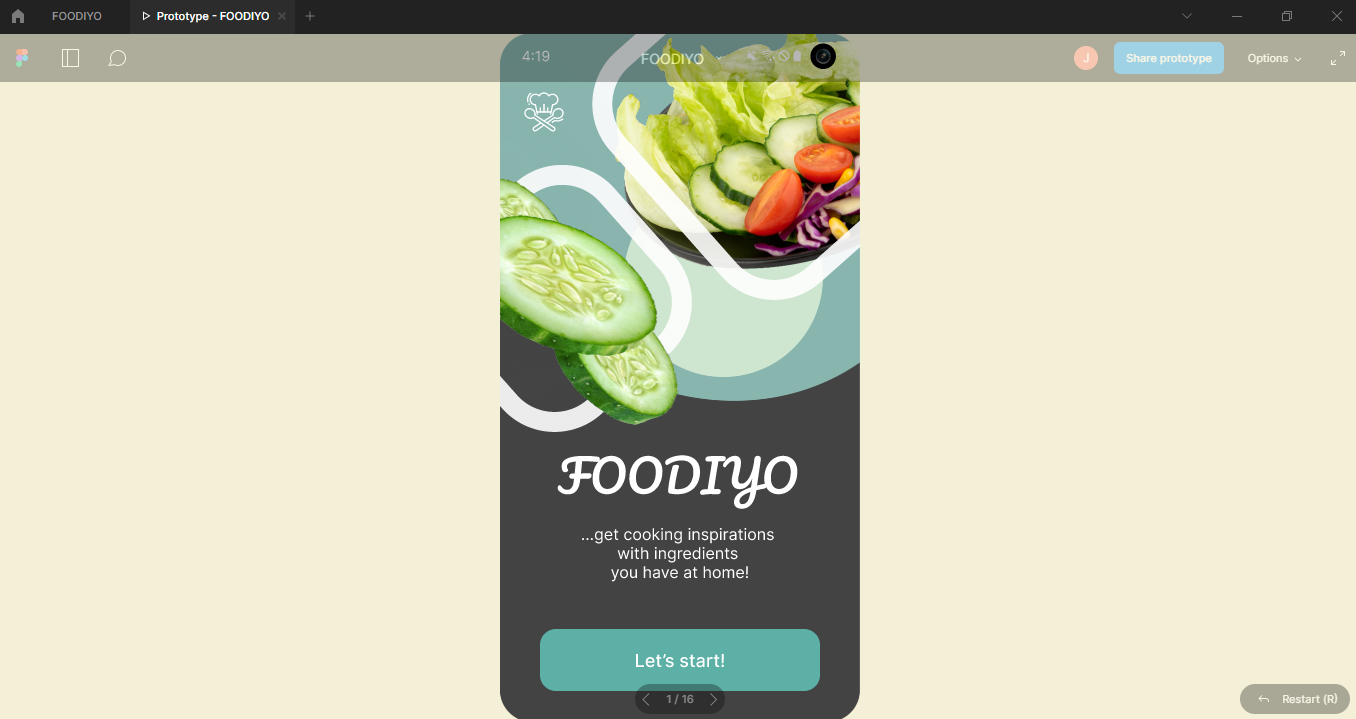 FOODIYO
Prototype - FOODIYO
4:19
FOODIYO
J
Share prototype
Options
FOODIYO
...get cooking inspirations
with ingredients
you have at home!
Let's start!
1 / 16
Restart (R)